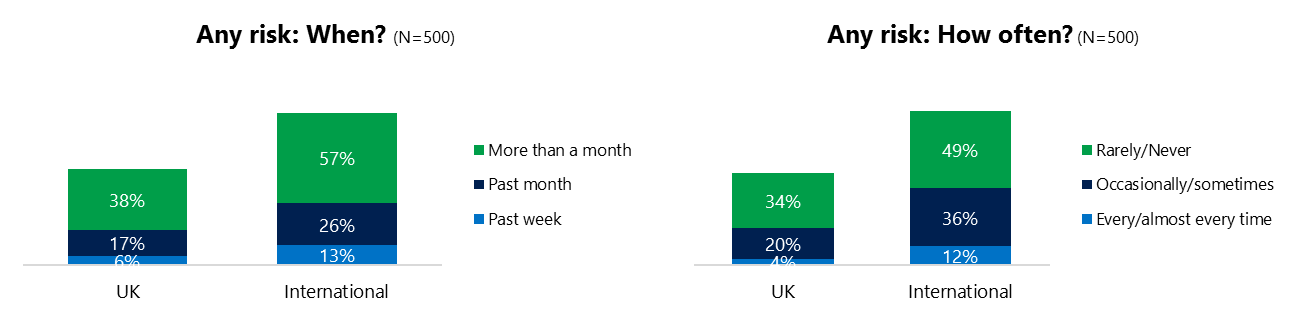 Any risk: When? (N=500)
57%
38%
26%
17%
13%
6%
UK International
More than a month
Past month
Past week
Any risk: How often? (N=500)
49%
34%
36%
20%
12%
4%
UK International
Rarely/Never
Occasionally/sometimes
Every/almost every time